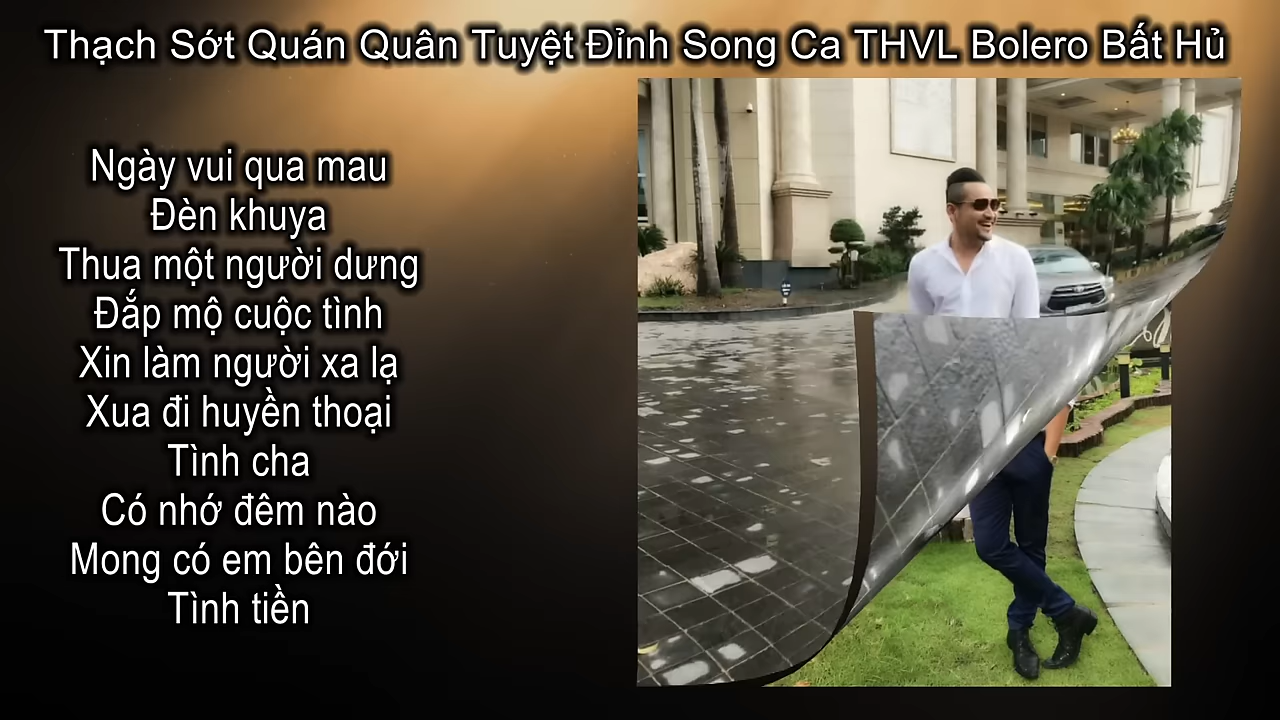 Thạch Sớt Quán Quân Tuyệt Đỉnh Song Ca THVL Bolero Bất Hủ
Ngày vui qua mau
Đèn khuya
Thua một người dưng
Đắp mộ cuộc tình
Xin làm người xa lạ
Xua đi huyền thoại
Tình cha
Có nhớ đêm nào
Mong có em bên đới
Tình tiền